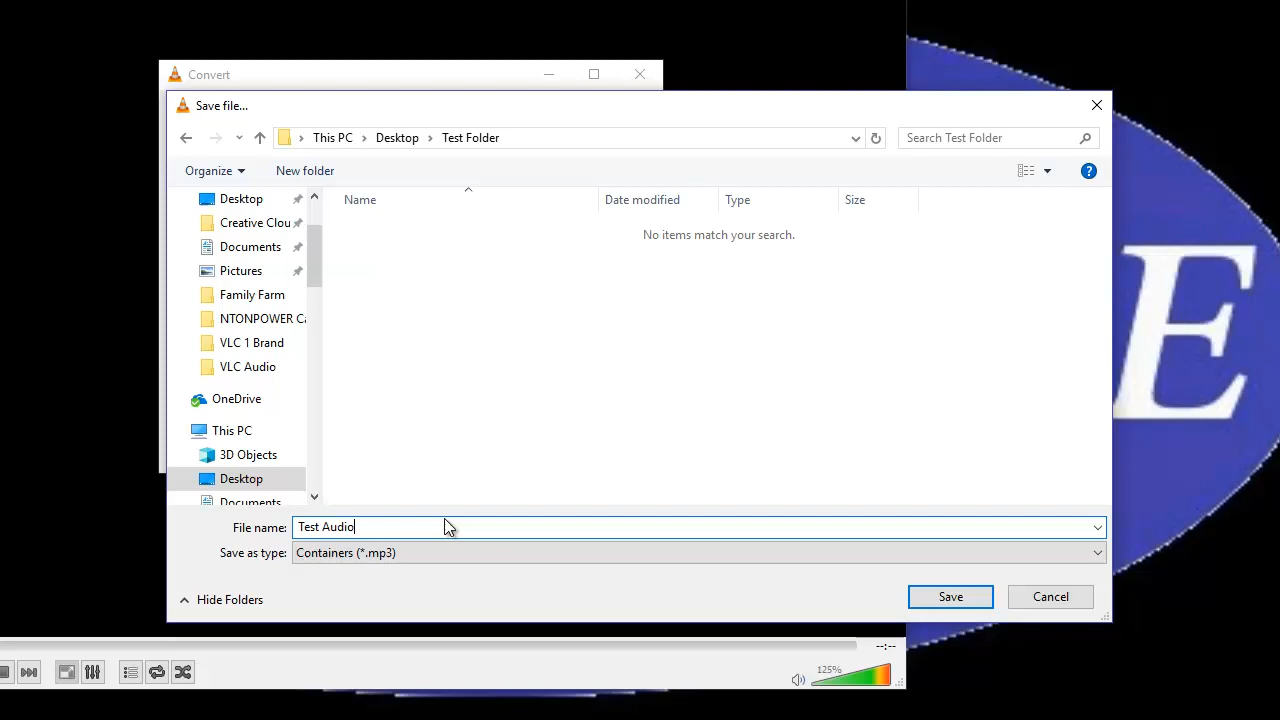 Convert
Save file...
This PC
Desktop
Test Folder
Search Test Folder
Organize
New folder
Name
Date modified
Type
Size
No items match your search.
Desktop
Creative Clou
Documents
Pictures
Family Farm
NTONPOWER Ca
VLC 1 Brand
VLC Audio
OneDrive
This PC
3D Objects
Desktop
Documents
File name: Test Audio
Save as type: Containers (*.mp3)
Hide Folders
Save
Cancel
--:--
125%
E